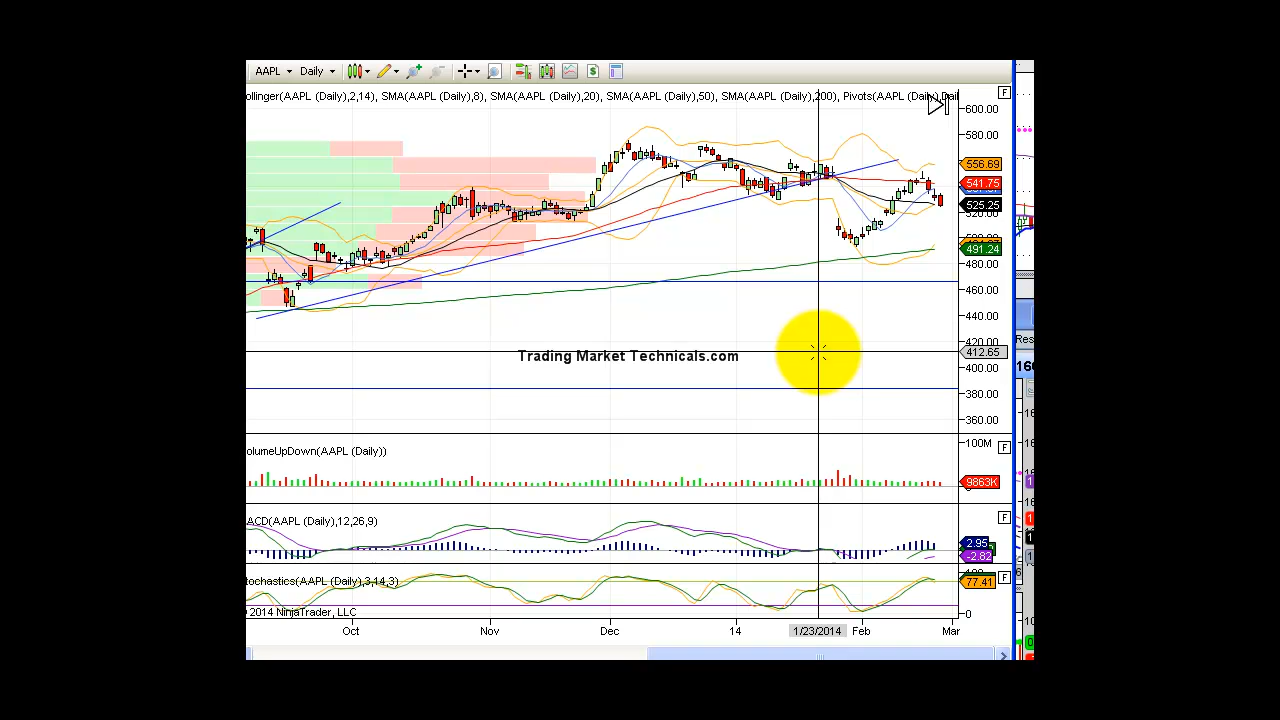 AAPL Daily
ollinger(AAPL (Daily),2,14), SMA(AAPL (Daily),8), SMA(AAPL (Daily),20), SMA(AAPL (Daily),50), SMA(AAPL (Daily),200), Pivots(AAPL (Daily),Dail
F
600.00
580.00
556.69
541.75
525.25
520.00
500.00
491.24
480.00
460.00
440.00
420.00
412.65
Trading Market Technicals.com
400.00
380.00
360.00
olumeUpDown(AAPL (Daily))
100M
F
9863K
ACD(AAPL (Daily),12,26,9)
F
2.95
-2.82
tochastics(AAPL (Daily),3,14,3)
100
F
77.41
2014 NinjaTrader, LLC
0
Oct Nov Dec 14 1/23/2014 Feb Mar
Res